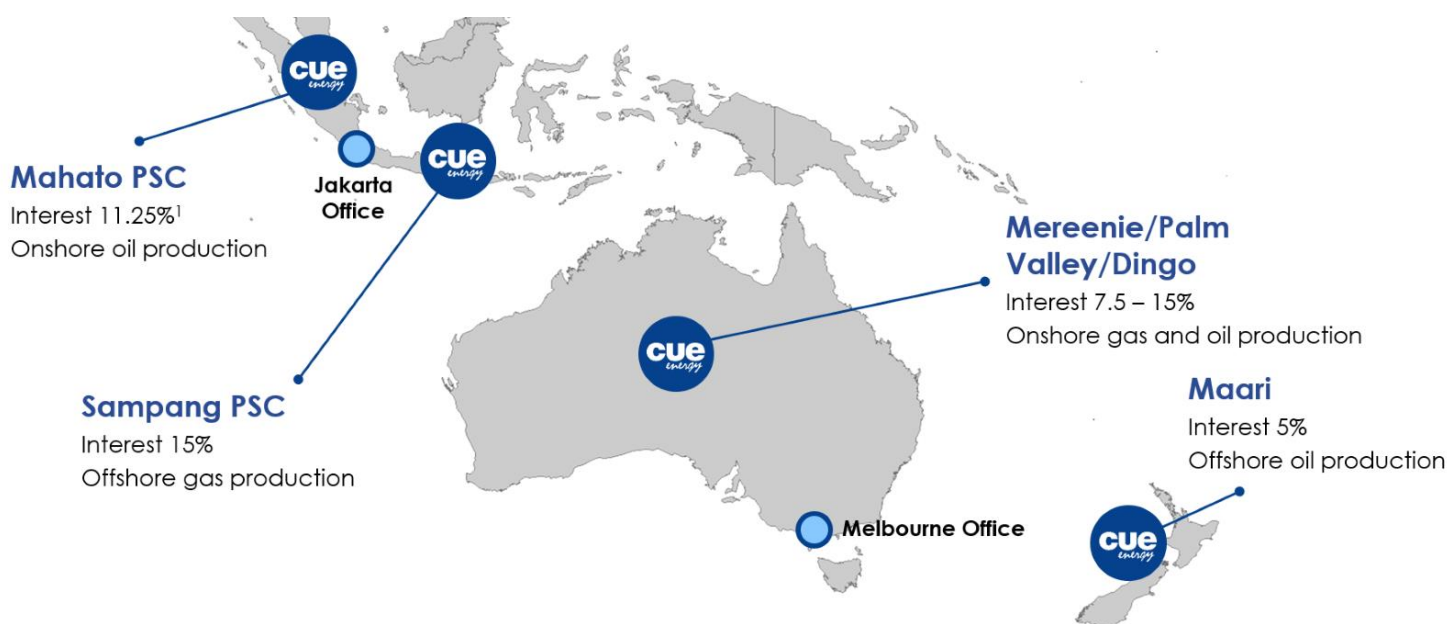 cue
energy
Mahato PSC
Interest 11.25%¹
Onshore oil production
Jakarta
Office
cue
energy
Sampang PSC
Interest 15%
Offshore gas production
cue
energy
Mereenie/Palm
Valley/Dingo
Interest 7.5 – 15%
Onshore gas and oil production
Melbourne Office
Maari
Interest 5%
Offshore oil production
cue
energy